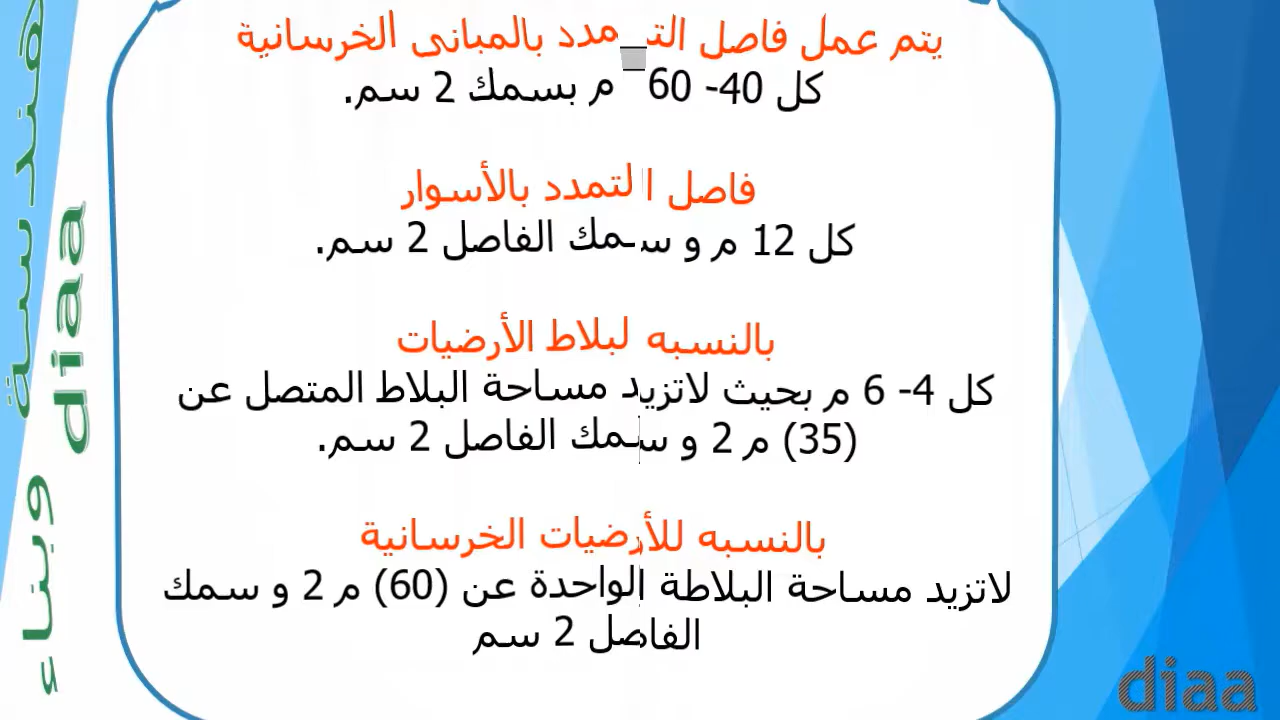 يتم عمل فاصل التمدد بالمبانى الخرسانية
كل 40- 60 م بسمك 2 سم.
فاصل التمدد بالأسوار
كل 12 م و سمك الفاصل 2 سم.
بالنسبه لبلاط الأرضيات
كل 4- 6 م بحيث لاتزيد مساحة البلاط المتصل عن
(35) م 2 و سمك الفاصل 2 سم.
بالنسبه للأرضيات الخرسانية
لاتزيد مساحة البلاطة الواحدة عن (60) م 2 و سمك
الفاصل 2 سم
هندسة وبناء
diaa
diaa